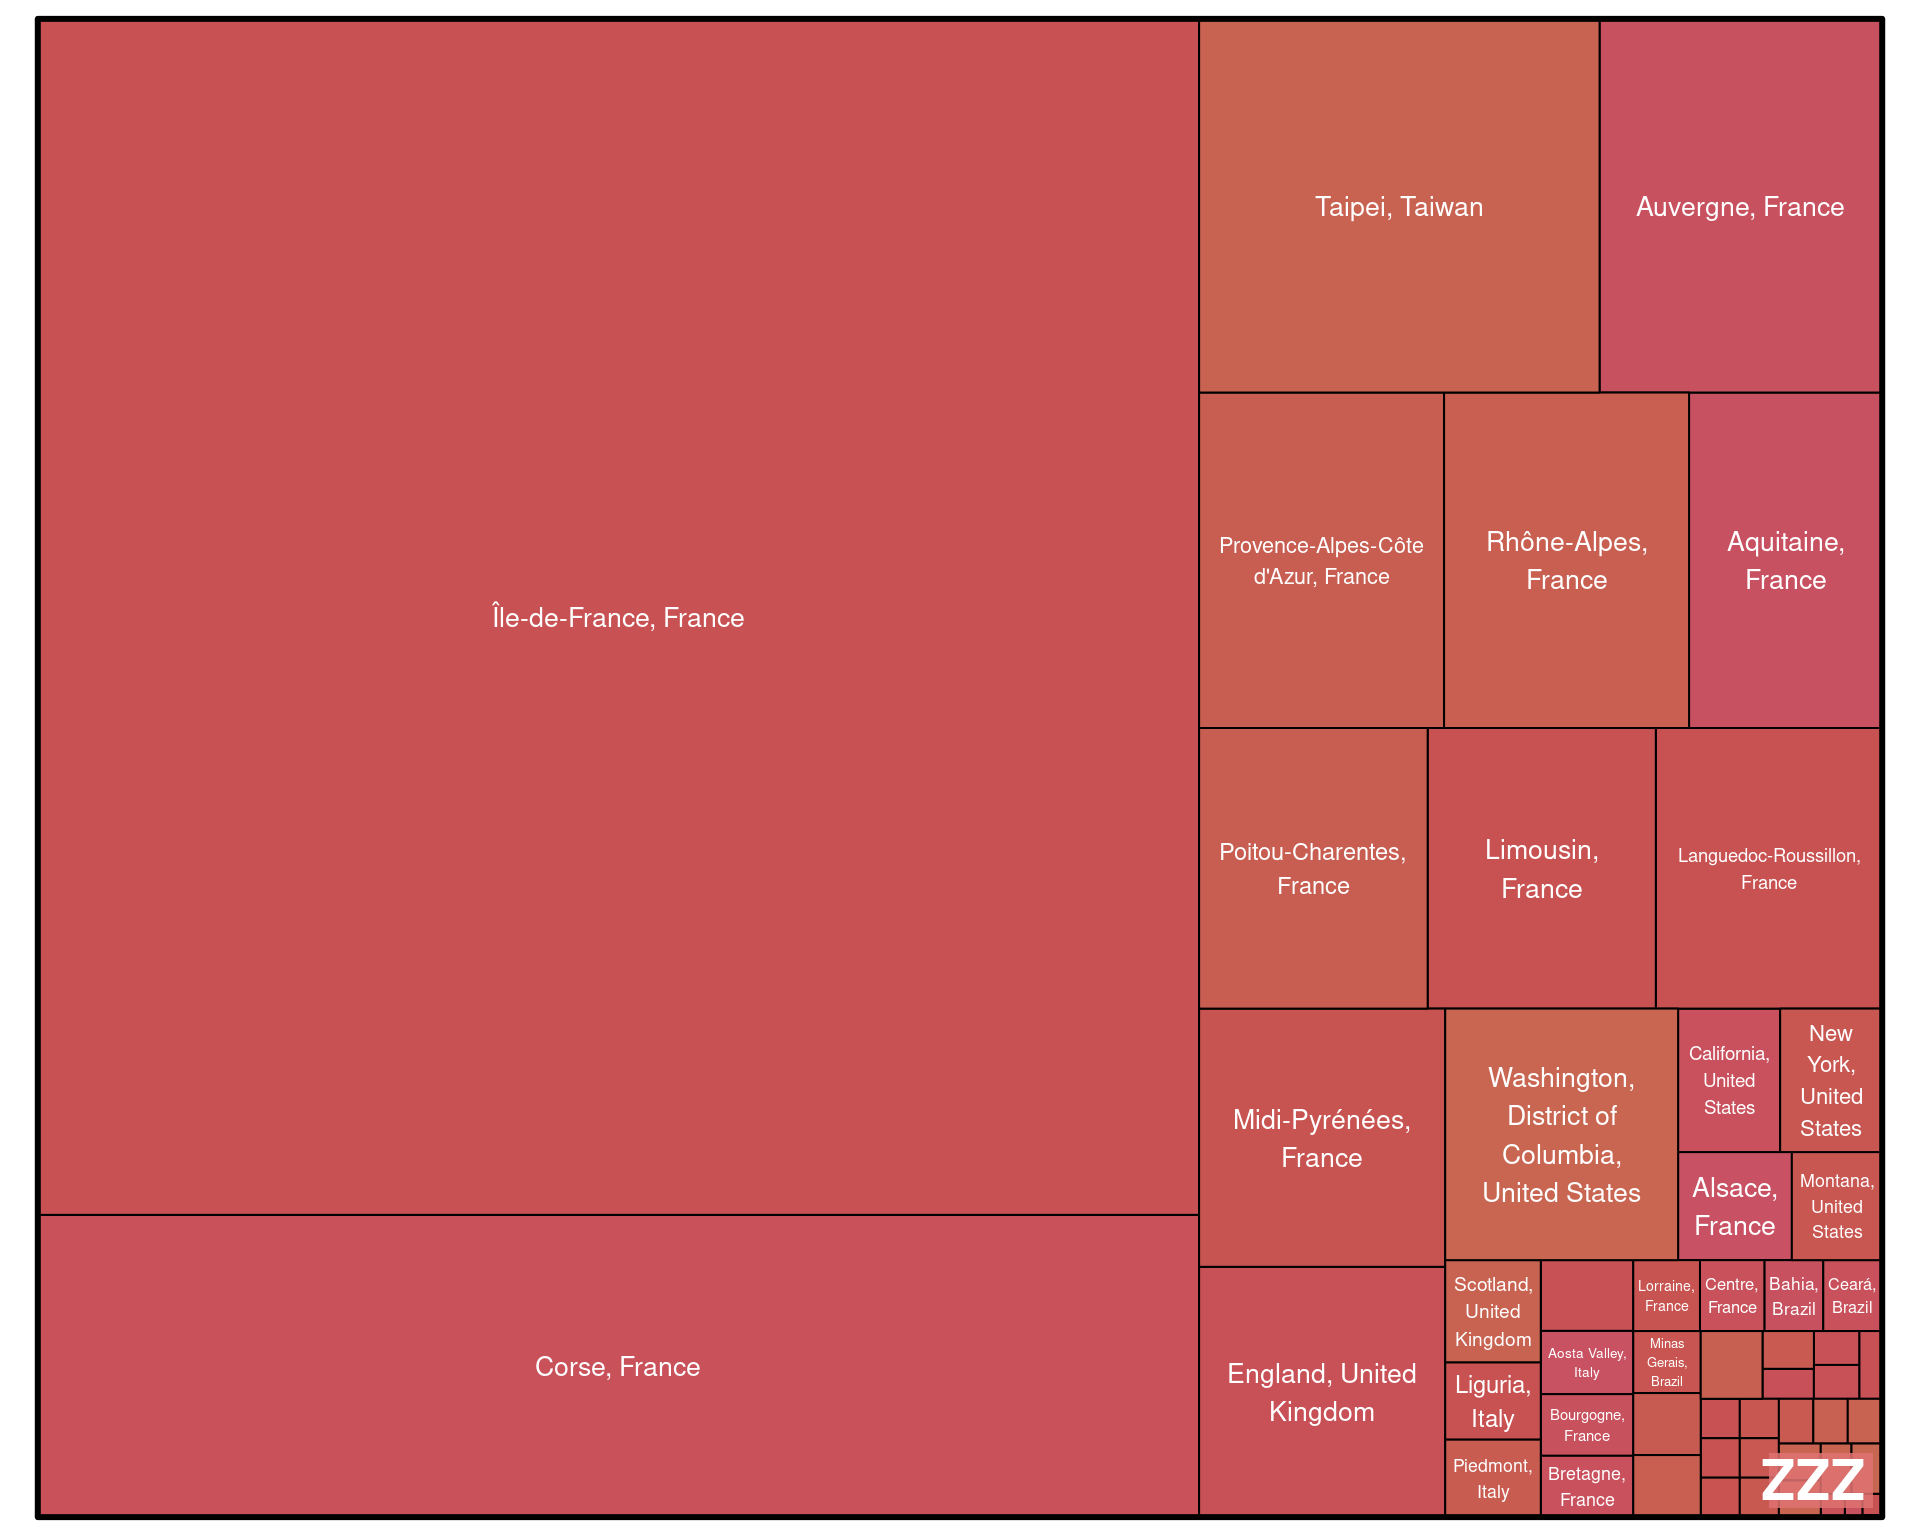 Île-de-France, France
Corse, France
Taipei, Taiwan
Auvergne, France
Provence-Alpes-Côte
d'Azur, France
Rhône-Alpes,
France
Aquitaine,
France
Poitou-Charentes,
France
Limousin,
France
Languedoc-Roussillon,
France
Midi-Pyrénées,
France
England, United
Kingdom
Washington,
District of
Columbia,
United States
California,
United
States
New
York,
United
States
Alsace,
France
Montana,
United
States
Scotland,
United
Kingdom
Liguria,
Italy
Piedmont,
Italy
Aosta Valley,
Italy
Bourgogne,
France
Bretagne,
France
Lorraine,
France
Minas
Gerais,
Brazil
Centre,
France
Bahia,
Brazil
Ceará,
Brazil
ZZZ